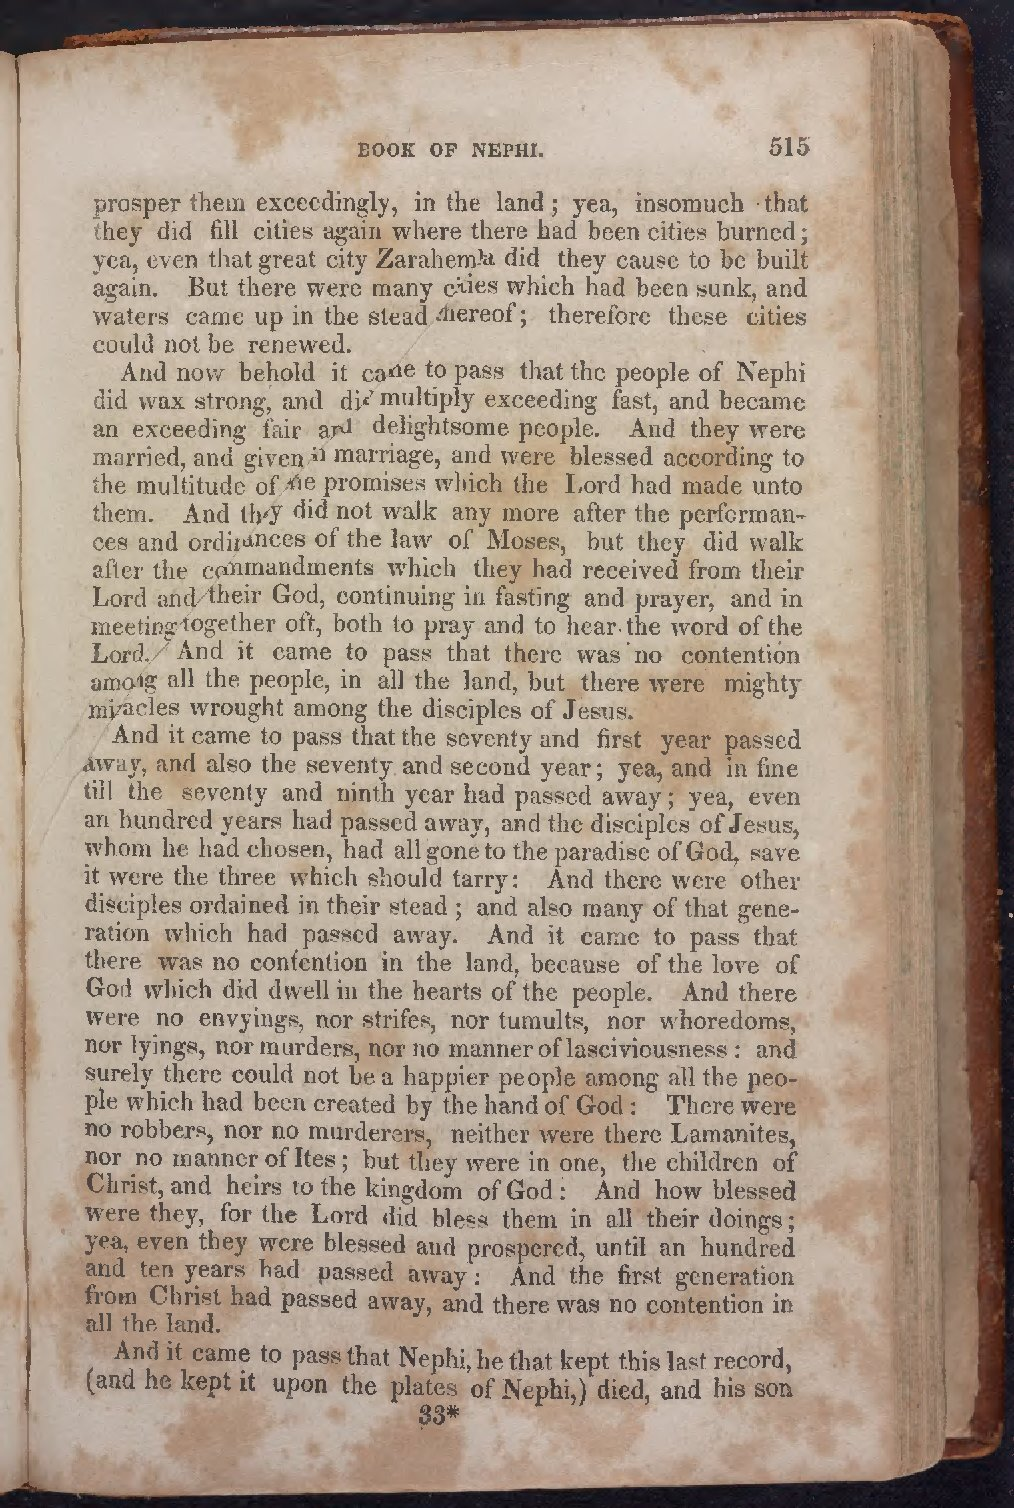 BOOK OF NEPHI. 515
prosper them exceedingly, in the land; yea, insomuch that
they did fill cities again where there had been cities burned;
yea, even that great city Zarahemla did they cause to be built
again. But there were many cities which had been sunk, and
waters came up in the stead thereof; therefore these cities
could not be renewed.
And now behold it came to pass that the people of Nephi
did wax strong, and did multiply exceeding fast, and became
an exceeding fair and delightsome people. And they were
married, and given in marriage, and were blessed according to
the multitude of the promises which the Lord had made unto
them. And they did not walk any more after the performan-
ces and ordinances of the law of Moses, but they did walk
after the commandments which they had received from their
Lord and their God, continuing in fasting and prayer, and in
meeting together oft, both to pray and to hear the word of the
Lord. And it came to pass that there was no contention
among all the people, in all the land, but there were mighty
miracles wrought among the disciples of Jesus.
And it came to pass that the seventy and first year passed
away, and also the seventy and second year; yea, and in fine
till the seventy and ninth year had passed away; yea, even
an hundred years had passed away, and the disciples of Jesus,
whom he had chosen, had all gone to the paradise of God, save
it were the three which should tarry: And there were other
disciples ordained in their stead; and also many of that gene-
ration which had passed away. And it came to pass that
there was no contention in the land, because of the love of
God which did dwell in the hearts of the people. And there
were no envyings, nor strifes, nor tumults, nor whoredoms,
nor lyings, nor murders, nor no manner of lasciviousness: and
surely there could not be a happier people among all the peo-
ple which had been created by the hand of God: There were
no robbers, nor no murderers, neither were there Lamanites,
nor no manner of Ites; but they were in one, the children of
Christ, and heirs to the kingdom of God: And how blessed
were they, for the Lord did bless them in all their doings;
yea, even they were blessed and prospered, until an hundred
and ten years had passed away: And the first generation
from Christ had passed away, and there was no contention in
all the land.
And it came to pass that Nephi, he that kept this last record,
(and he kept it upon the plates of Nephi,) died, and his son
33*